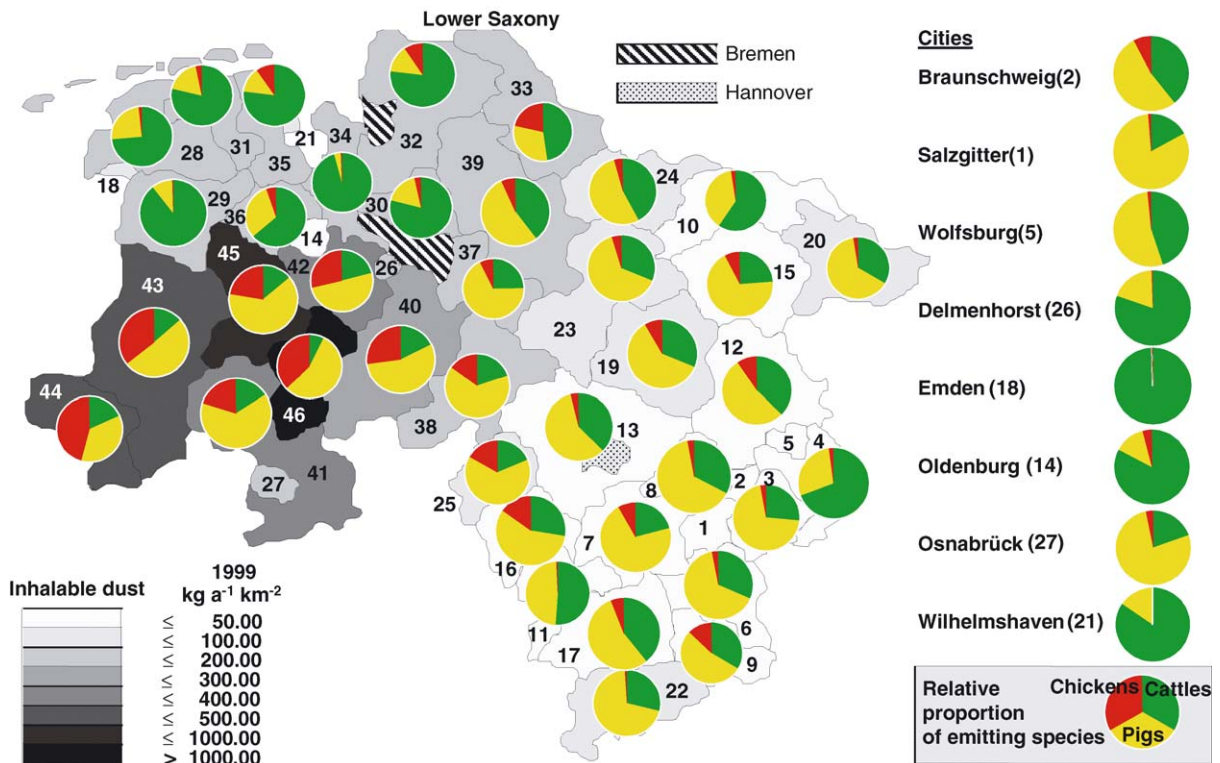 Lower Saxony
Bremen
Hannover
33
21
34
32
31
28
35
39
18
24
29
36
30
10
20
14
45
42
26
37
15
43
40
23
12
19
44
46
38
13
5
4
27
41
25
8
2
3
7
1
16
11
17
6
9
22
Inhalable dust
1999
kg a⁻¹ km⁻²
≤ 50.00
≤ 100.00
≤ 200.00
≤ 300.00
≤ 400.00
≤ 500.00
≤ 1000.00
> 1000.00
Cities
Braunschweig(2)
Salzgitter(1)
Wolfsburg(5)
Delmenhorst (26)
Emden (18)
Oldenburg (14)
Osnabrück (27)
Wilhelmshaven (21)
Relative
proportion
of emitting species
Chickens
Cattles
Pigs